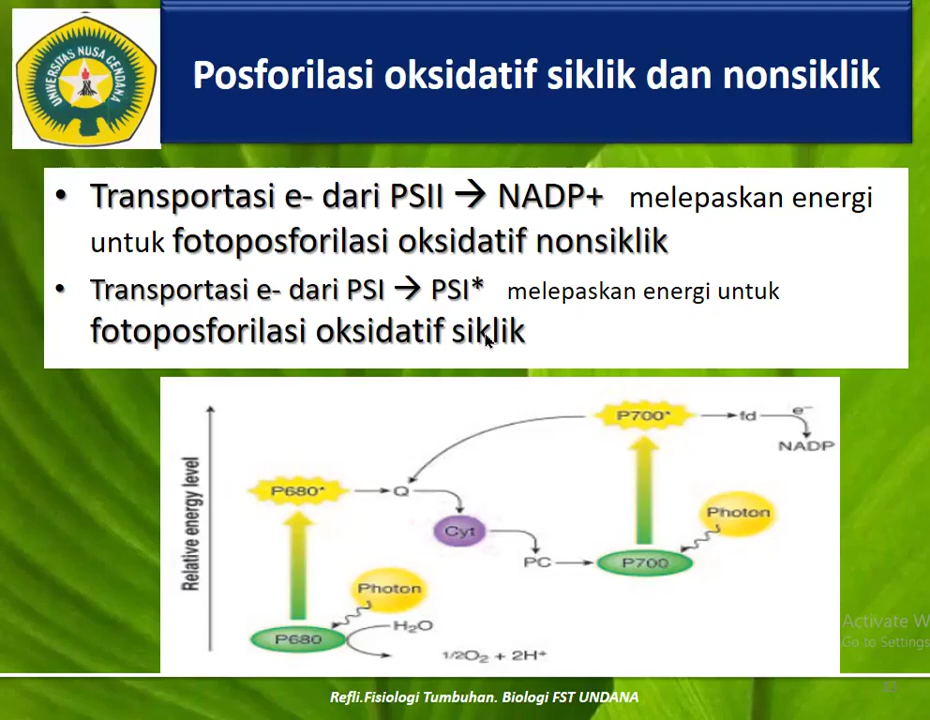 UNIVERSITAS NUSA CENDANA
Posforilasi oksidatif siklik dan nonsiklik
• Transportasi e- dari PSII → NADP+ melepaskan energi
untuk fotoposforilasi oksidatif nonsiklik
• Transportasi e- dari PSI → PSI* melepaskan energi untuk
fotoposforilasi oksidatif siklik
Relative energy level
P700*
fd
e⁻
NADP
P680*
Q
Cyt
Photon
PC
P700
Photon
P680
H₂O
1/2O₂ + 2H⁺
Activate W
Go to Settings
Refli.Fisiologi Tumbuhan. Biologi FST UNDANA